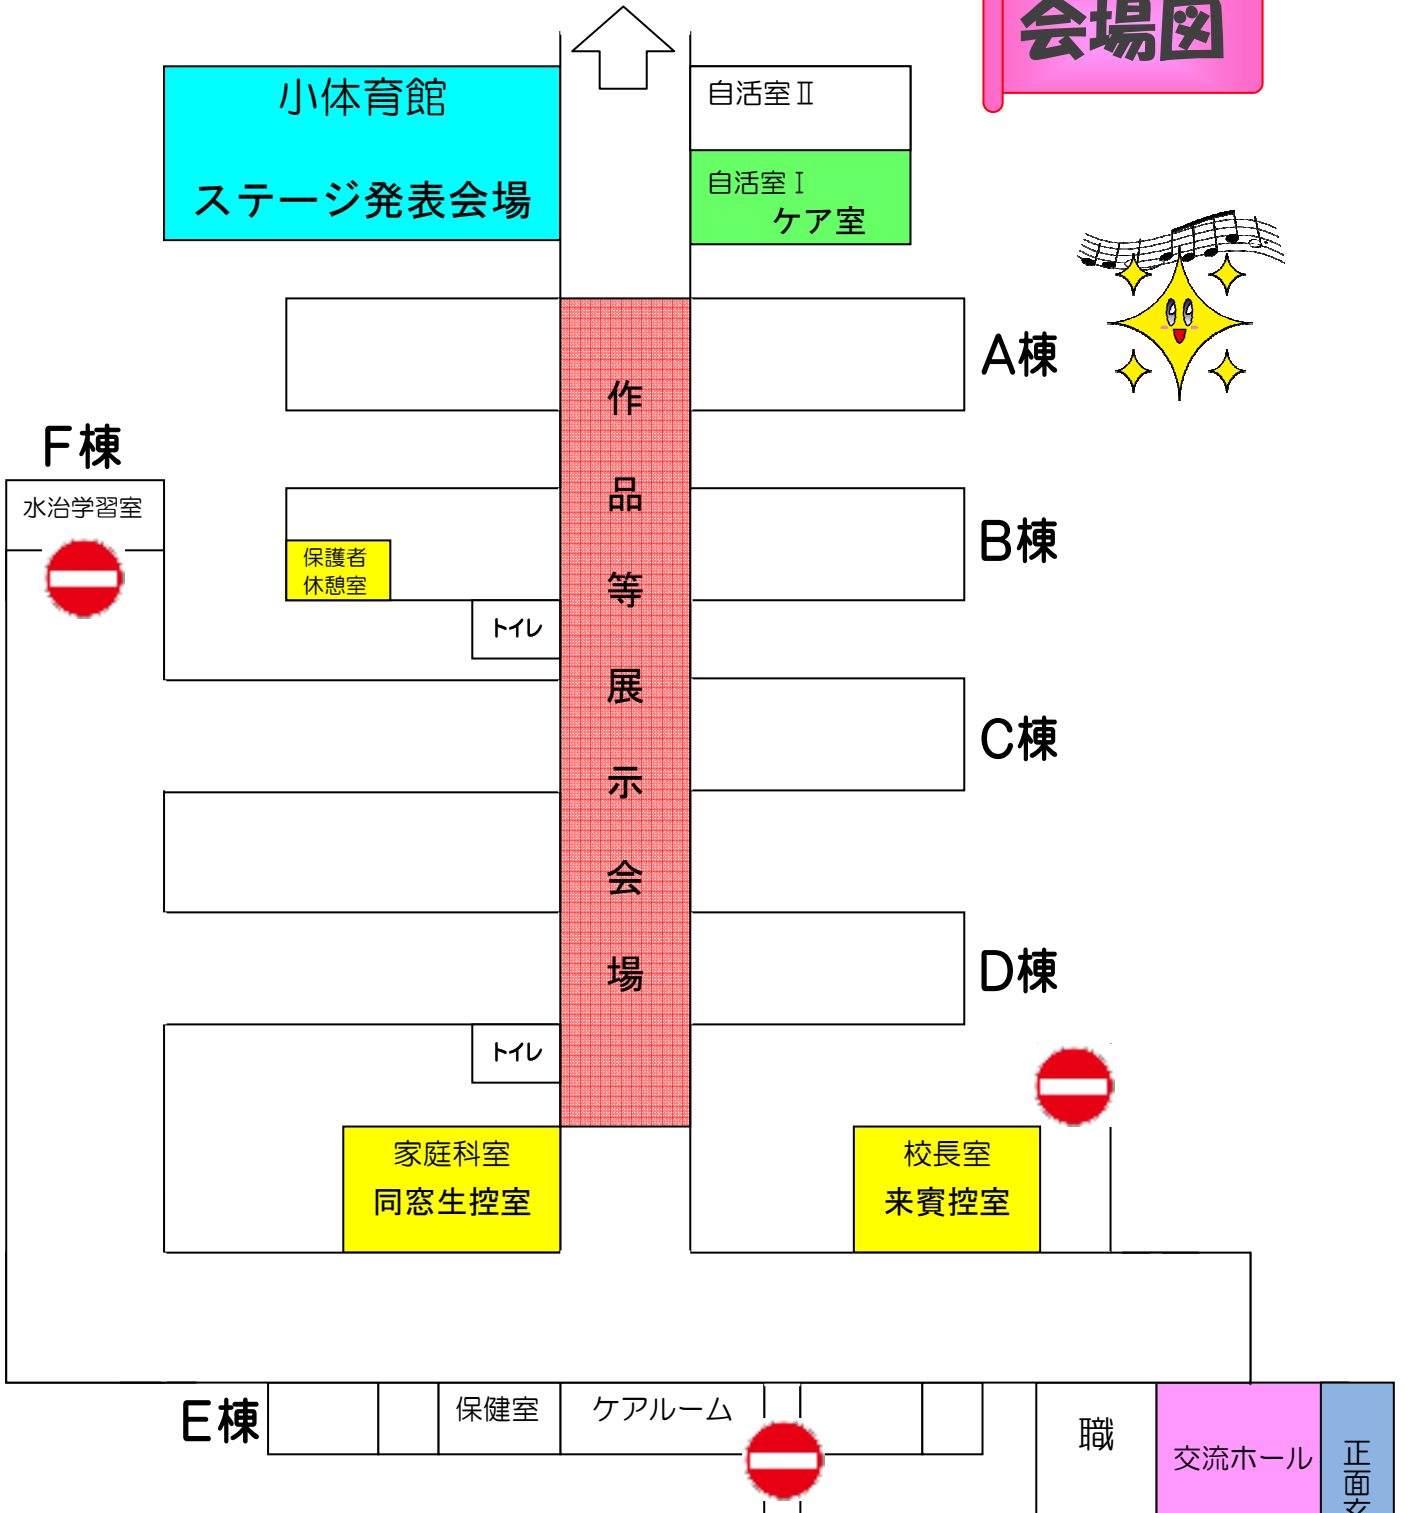 会場図
小体育館
ステージ発表会場
自活室Ⅱ
自活室Ⅰ
ケア室
A棟
作品等展示会場
F棟
水治学習室
B棟
保護者
休憩室
トイレ
C棟
D棟
トイレ
家庭科室
同窓生控室
校長室
来賓控室
E棟
保健室
ケアルーム
職
交流ホール
正面玄